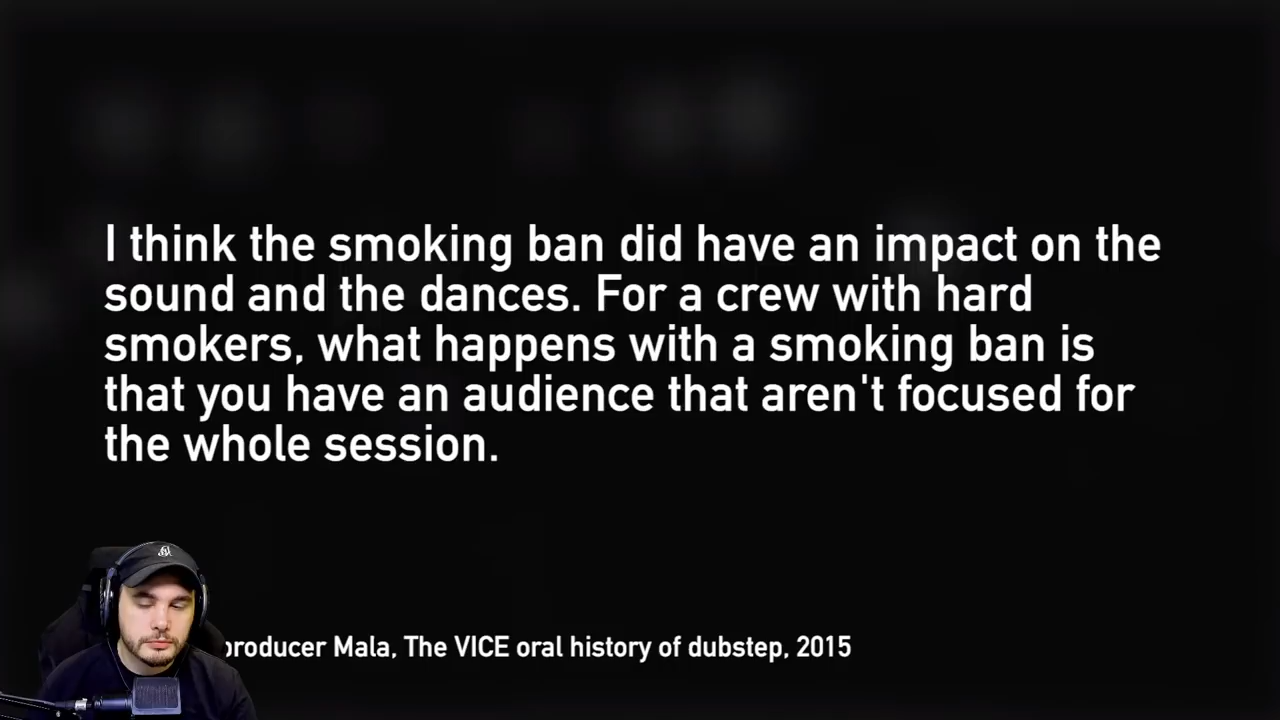 I think the smoking ban did have an impact on the
sound and the dances. For a crew with hard
smokers, what happens with a smoking ban is
that you have an audience that aren't focused for
the whole session.
producer Mala, The VICE oral history of dubstep, 2015